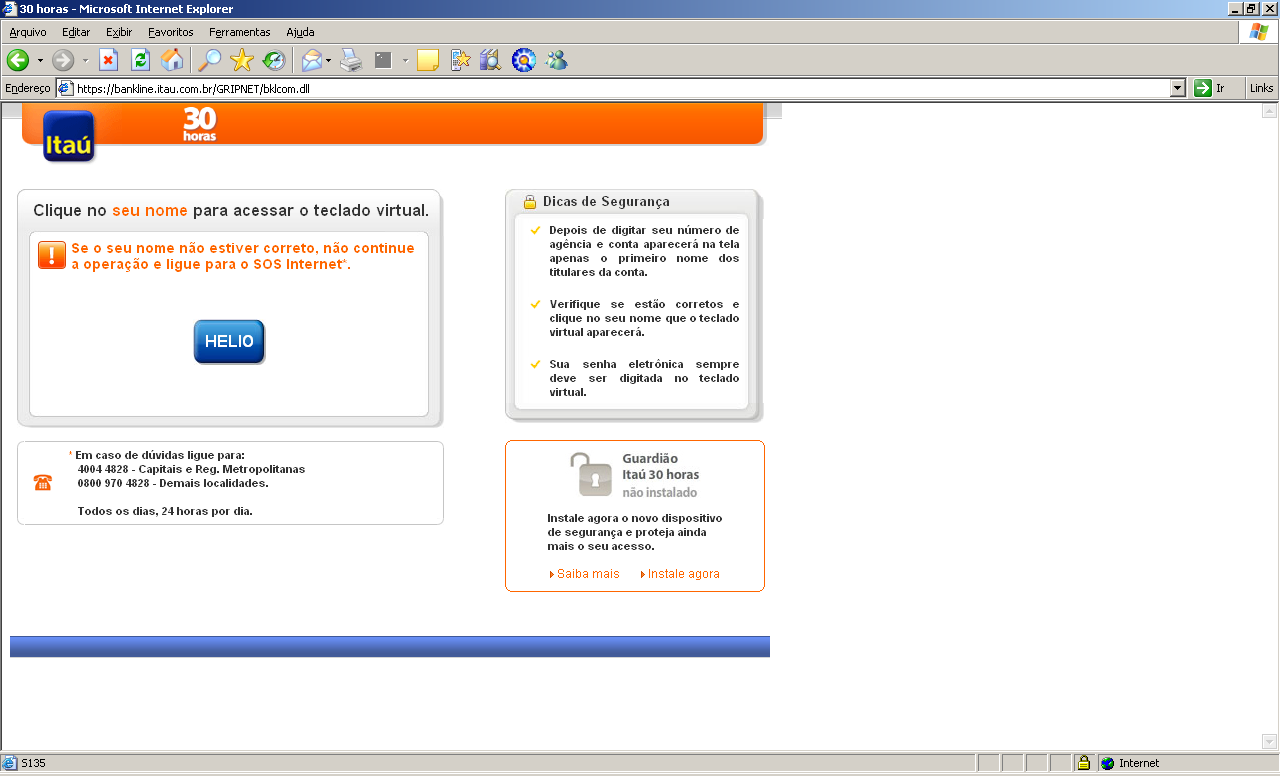 30 horas - Microsoft Internet Explorer
Arquivo Editar Exibir Favoritos Ferramentas Ajuda
Endereço https://bankline.itau.com.br/GRIPNET/bklcom.dll Ir Links
Itaú
30
horas
Clique no seu nome para acessar o teclado virtual.
Se o seu nome não estiver correto, não continue
a operação e ligue para o SOS Internet*.
HELIO
* Em caso de dúvidas ligue para:
4004 4828 - Capitais e Reg. Metropolitanas
0800 970 4828 - Demais localidades.
Todos os dias, 24 horas por dia.
Dicas de Segurança
Depois de digitar seu número de
agência e conta aparecerá na tela
apenas o primeiro nome dos
titulares da conta.
Verifique se estão corretos e
clique no seu nome que o teclado
virtual aparecerá.
Sua senha eletrônica sempre
deve ser digitada no teclado
virtual.
Guardião
Itaú 30 horas
não instalado
Instale agora o novo dispositivo
de segurança e proteja ainda
mais o seu acesso.
Saiba mais Instale agora
5135 Internet